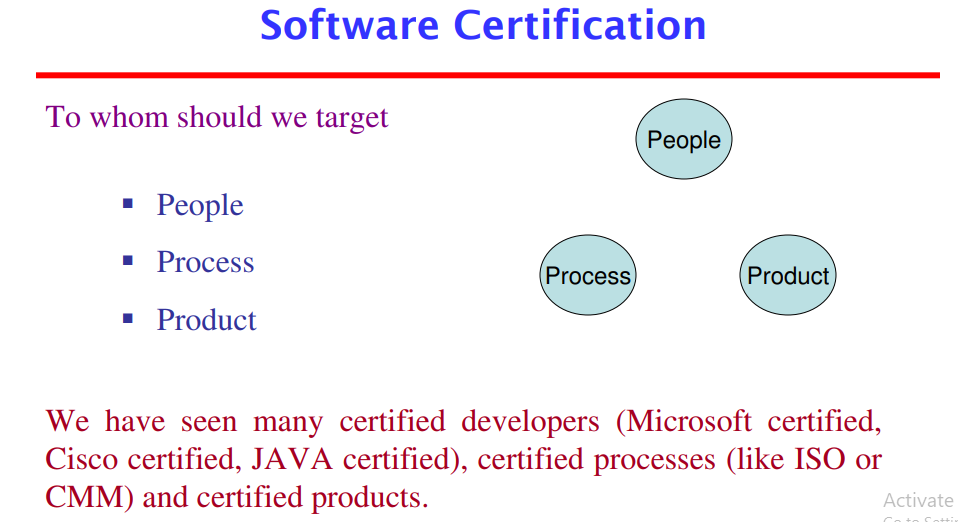 Software Certification
To whom should we target
People
▪ People
Process
Product
▪ Process
▪ Product
We have seen many certified developers (Microsoft certified,
Cisco certified, JAVA certified), certified processes (like ISO or
CMM) and certified products.
Activate